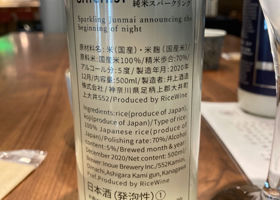 純米スパークリング
Sparkling Junmai announcing the
beginning of night
原材料名/米(国産)・米麹(国産)/
原料米/国産米100%/精米歩合/70%/
アルコール分/5度/製造年月/2020年
12月/容量/500ml/製造者/井上酒造
/神奈川県足柄上郡大井町
上大井552/Produced by RiceWine
Ingredients:rice(produce of
japan),koji(produce of
japan)/Type of rice:
100% Japanese rice(produce of
Japan)/Polishing rate:70%/Alcohol
content:5%/Brewed month & year:
December 2020/Net content:500ml
Brewer:Inoue Brewery Inc./552Kamioi,
Oimachi,Ashigara Kami gun, Kanagawa
Pref.Produced by RiceWine
日本酒(発泡性)①